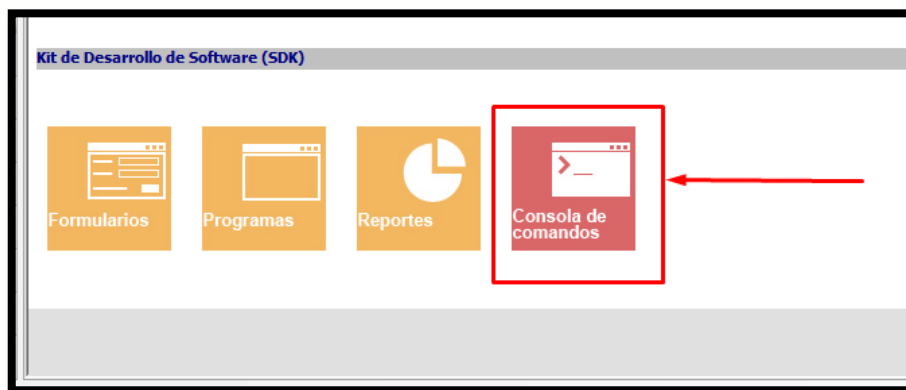 Kit de Desarrollo de Software (SDK)
Formularios
Programas
Reportes
Consola de
comandos